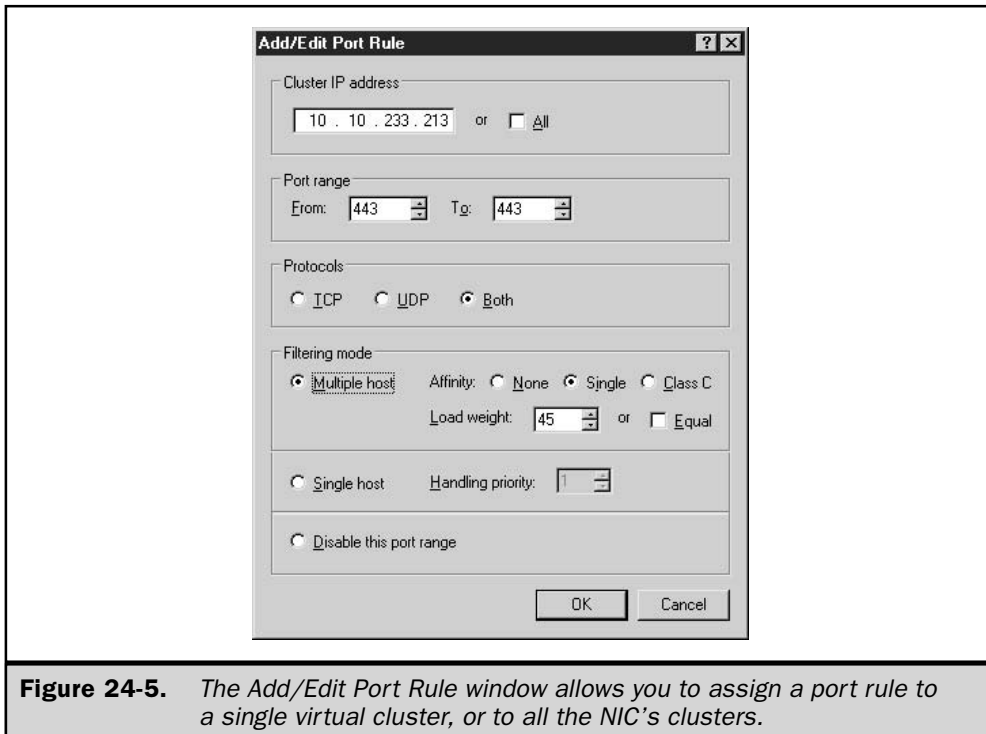 Add/Edit Port Rule
Cluster IP address
10 . 10 . 233 . 213 or All
Port range
From: 443 To: 443
Protocols
TCP UDP Both
Filtering mode
Multiple host Affinity: None Single Class C
Load weight: 45 or Equal
Single host Handling priority: 1
Disable this port range
OK Cancel
Figure 24-5. The Add/Edit Port Rule window allows you to assign a port rule to
a single virtual cluster, or to all the NIC's clusters.